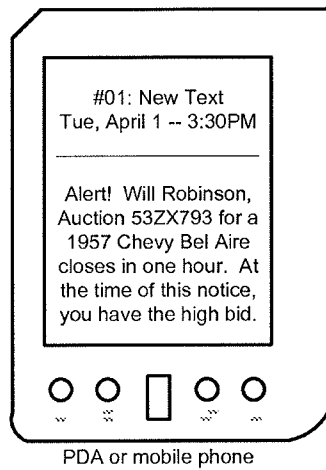 #01: New Text
Tue, April 1 -- 3:30PM
Alert! Will Robinson,
Auction 53ZX793 for a
1957 Chevy Bel Aire
closes in one hour. At
the time of this notice,
you have the high bid.
PDA or mobile phone